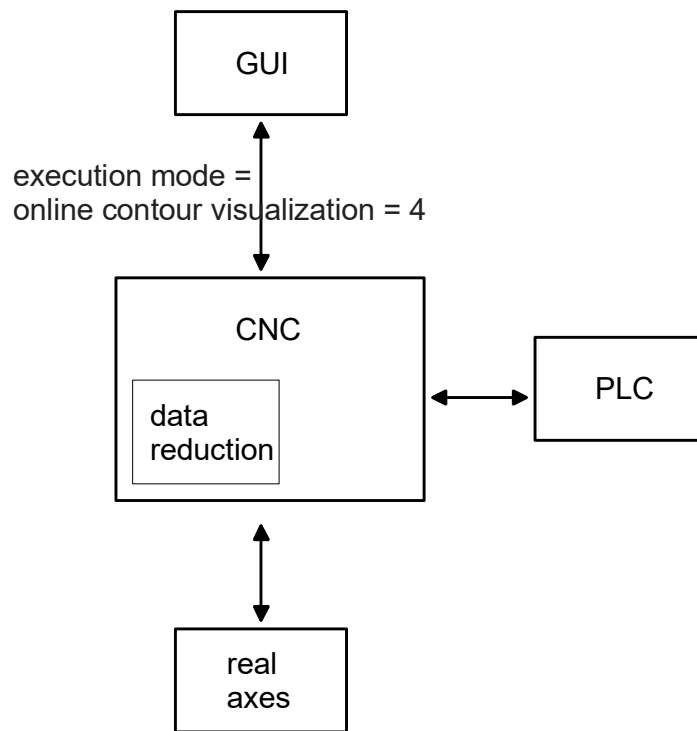 GUI
execution mode =
online contour visualization = 4
CNC
PLC
data
reduction
real
axes